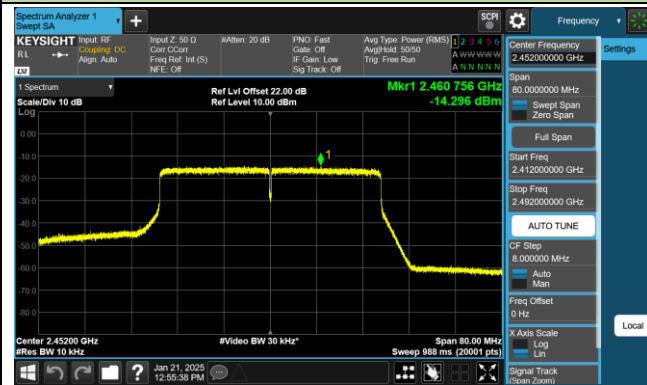 Spectrum Analyzer 1
Swept SA
SCPI
Frequency
KEYSIGHT
RL
LXI
Input: RF
Coupling: DC
Align: Auto
Input Z: 50 Ω
Corr CCorr
Freq Ref: Int (S)
NFE: Off
#Atten: 20 dB
PNO: Fast
Gate: Off
IF Gain: Low
Sig Track: Off
Avg Type: Power (RMS)
Avg|Hold: 50/50
Trig: Free Run
1 2 3 4 5 6
A W W W W W
A N N N N N
1 Spectrum
Scale/Div 10 dB
Ref Lvl Offset 22.00 dB
Ref Level 10.00 dBm
Mkr1 2.460 756 GHz
-14.296 dBm
Log
0.00
-10.0
-20.0
-30.0
-40.0
-50.0
-60.0
-70.0
-80.0
1
Center 2.45200 GHz
#Res BW 10 kHz
#Video BW 30 kHz*
Span 80.00 MHz
Sweep 988 ms (20001 pts)
Jan 21, 2025
12:55:38 PM
Center Frequency
2.452000000 GHz
Span
80.0000000 MHz
Swept Span
Zero Span
Full Span
Start Freq
2.412000000 GHz
Stop Freq
2.492000000 GHz
AUTO TUNE
CF Step
8.000000 MHz
Auto
Man
Freq Offset
0 Hz
X Axis Scale
Log
Lin
Signal Track
(Span Zoom)
Settings
Local